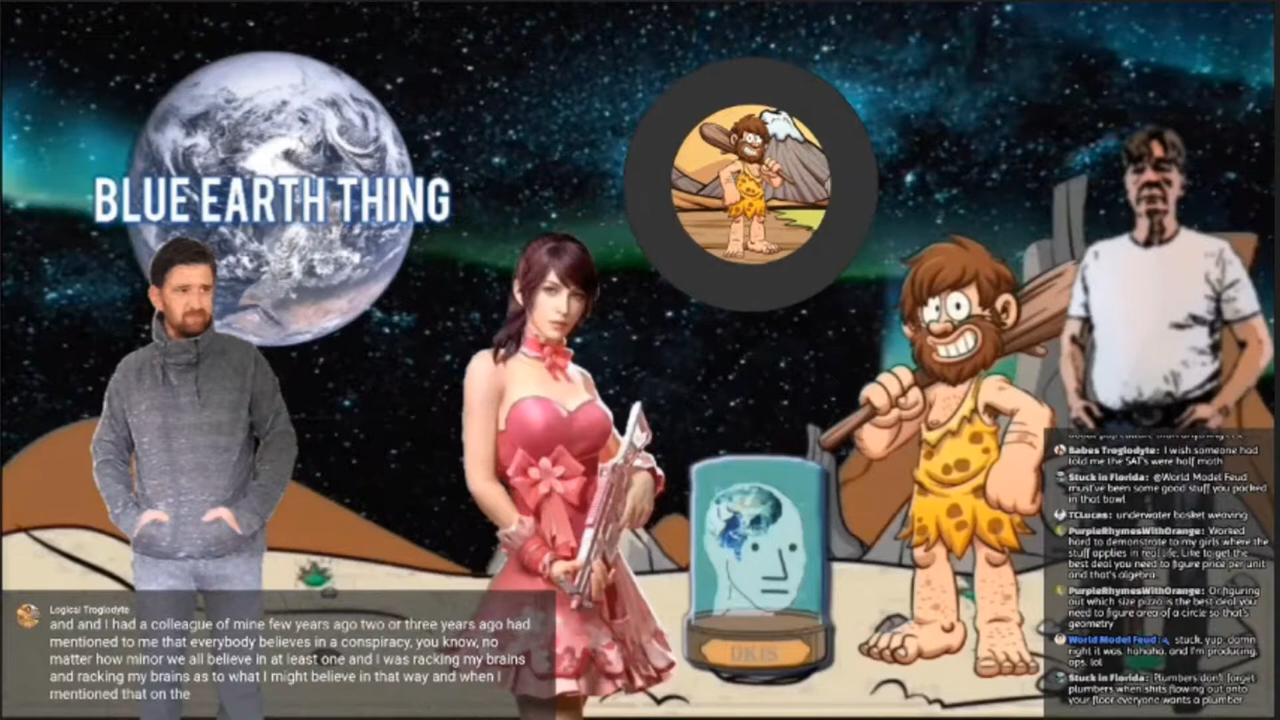 BLUE EARTH THING
Logical Troglodyte
and and I had a colleague of mine few years ago two or three years ago had
mentioned to me that everybody believes in a conspiracy, you know, no
matter how minor we all believe in at least one and I was racking my brains
and racking my brains as to what I might believe in that way and when I
mentioned that on the
DKIS
Babes Troglodyte: I wish someone had
told me the SAT's were half math
Stuck in Florida: @World Model Feud
must've been some good stuff you packed
in that bowl
TCLucas: underwater basket weaving
PurpleRhymesWithOrange: Worked
hard to demonstrate to my girls where the
stuff applies in real life. Like to get the
best deal you need to figure price per unit
and that's algebra.
PurpleRhymesWithOrange: Or figuring
out which size pizza is the best deal you
need to figure area of a circle so that's
geometry
World Model Feud: stuck, yup, damn
right it was, hahaha, and I'm producing,
ops, lol
Stuck in Florida: Plumbers don't forget
plumbers when shits flowing out onto
your floor everyone wants a plumber